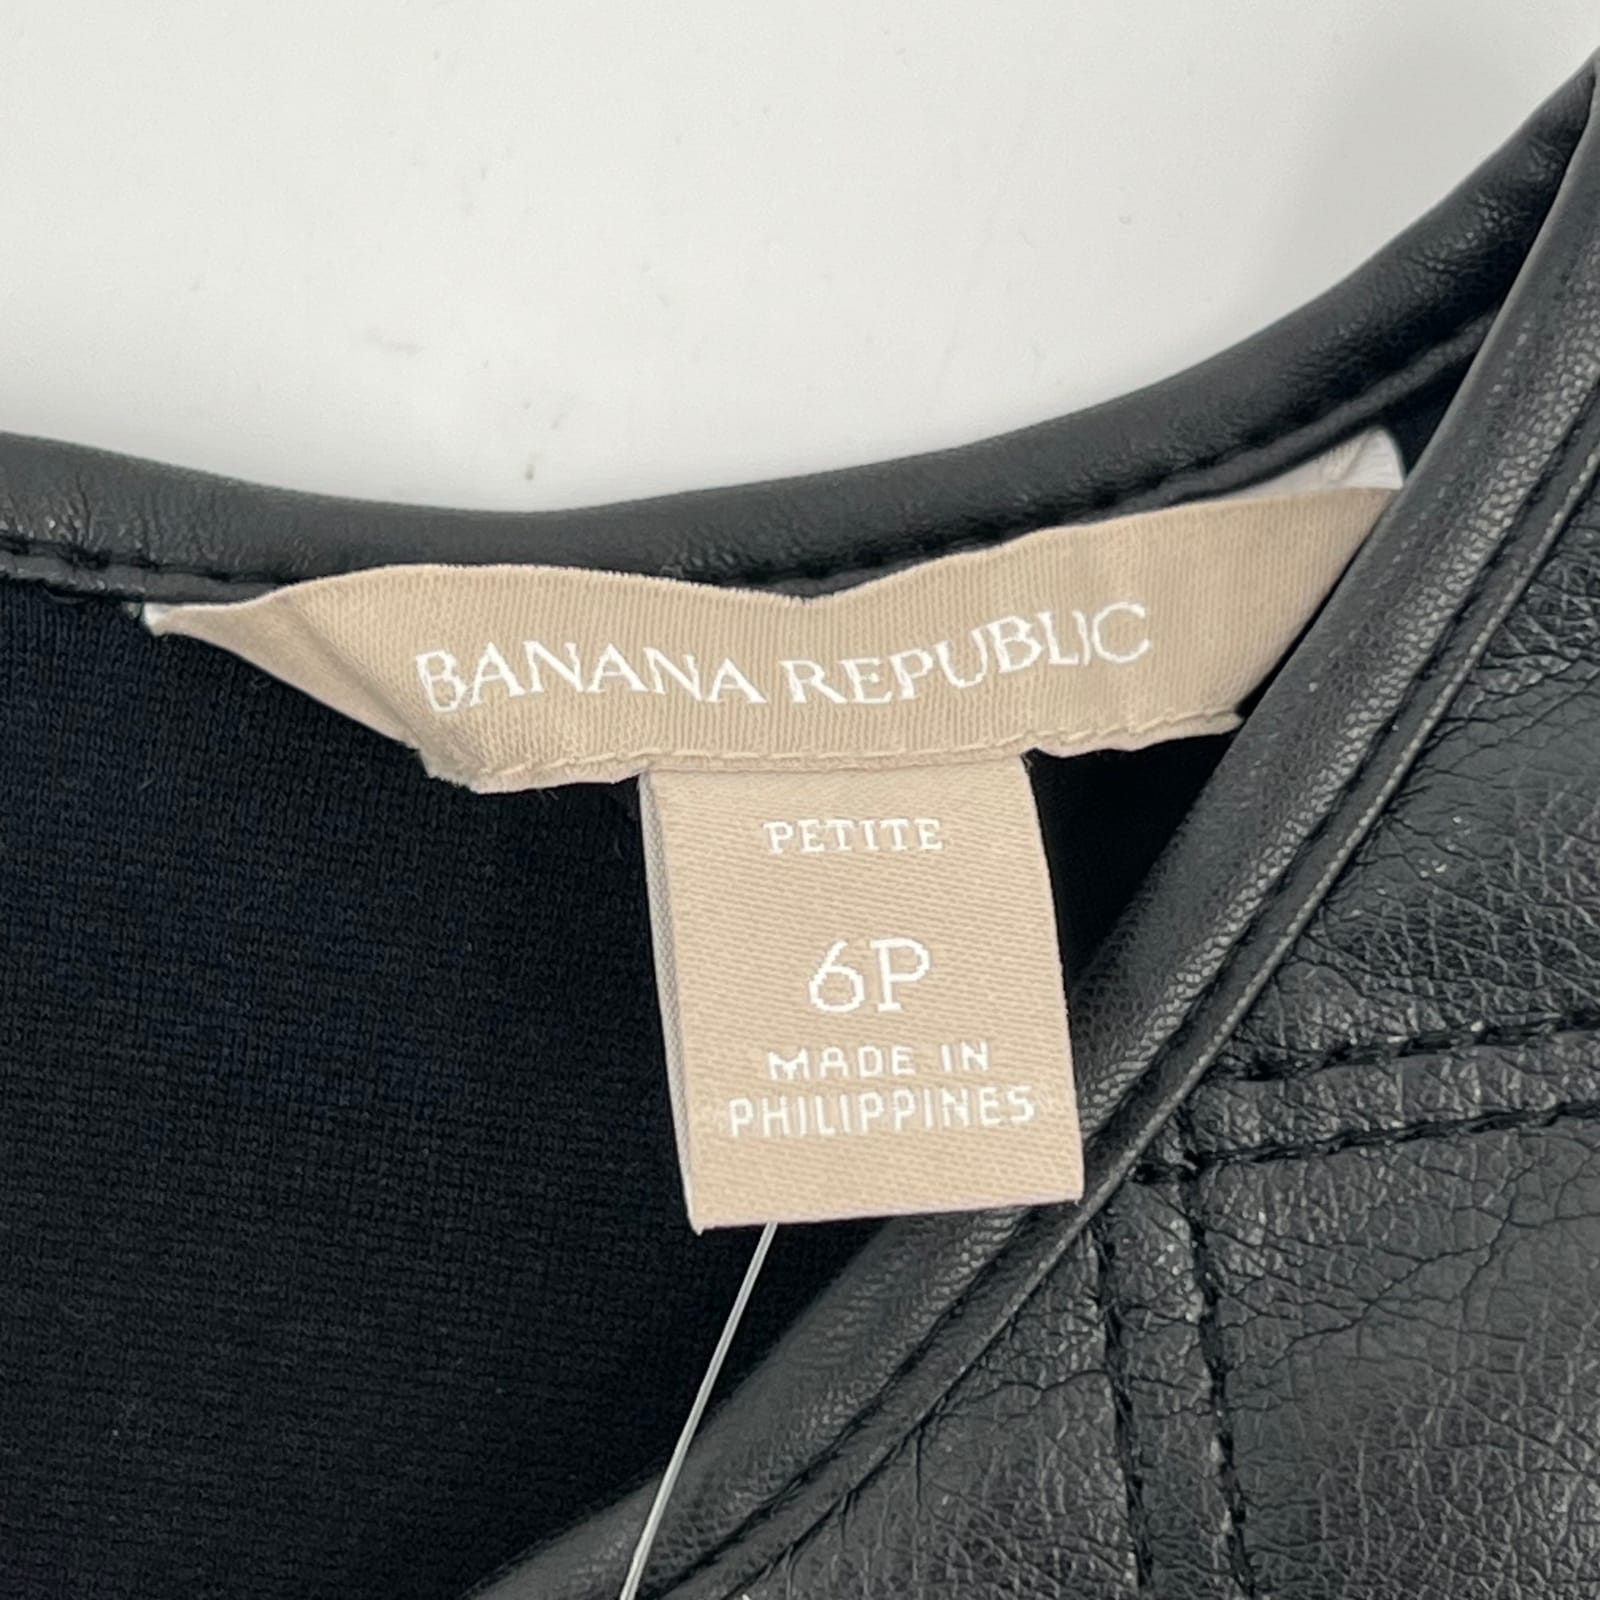 BANANA REPUBLIC
PETITE
6P
MADE IN
PHILIPPINES